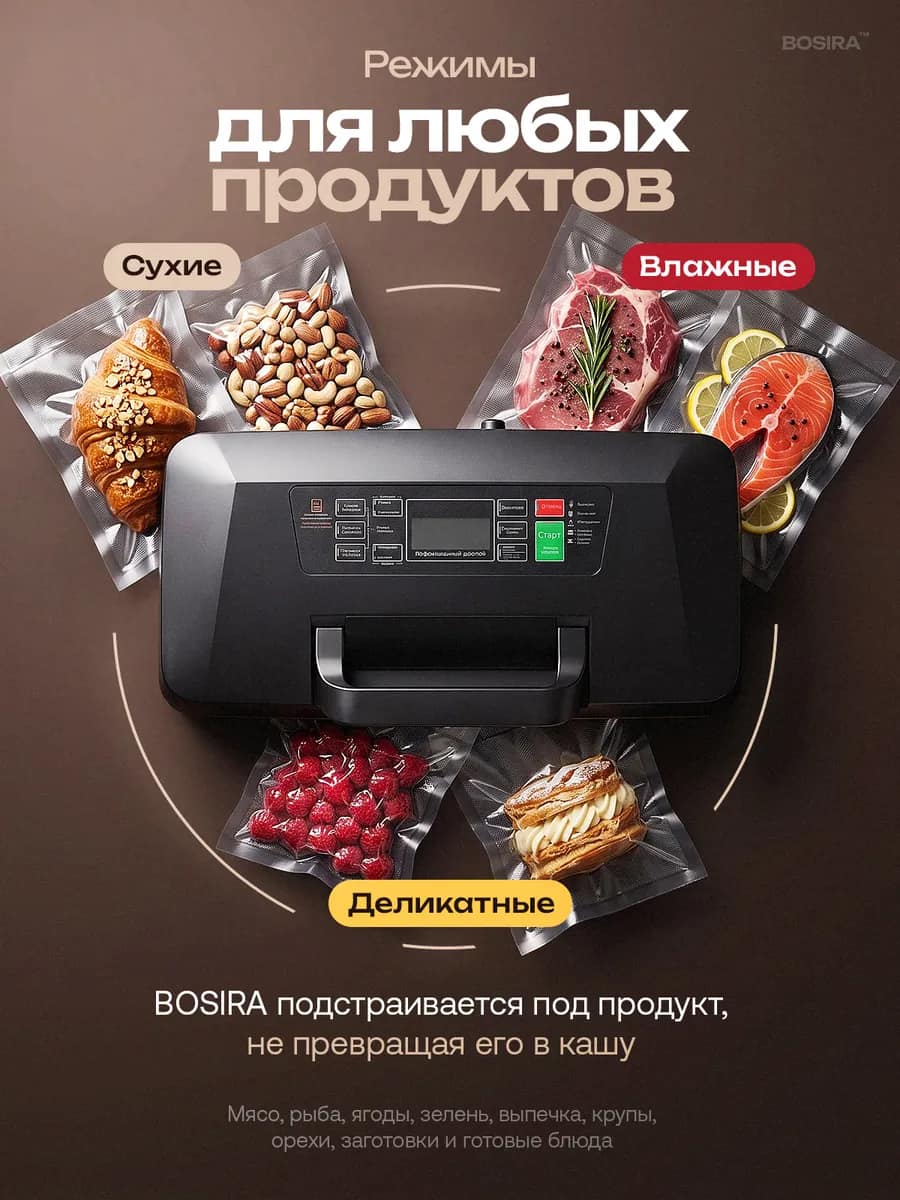 BOSIRA™
Режимы
для любых
продуктов
Сухие
Влажные
Отмена
Старт
Деликатные
BOSIRA подстраивается под продукт,
не превращая его в кашу
Мясо, рыба, ягоды, зелень, выпечка, крупы,
орехи, заготовки и готовые блюда